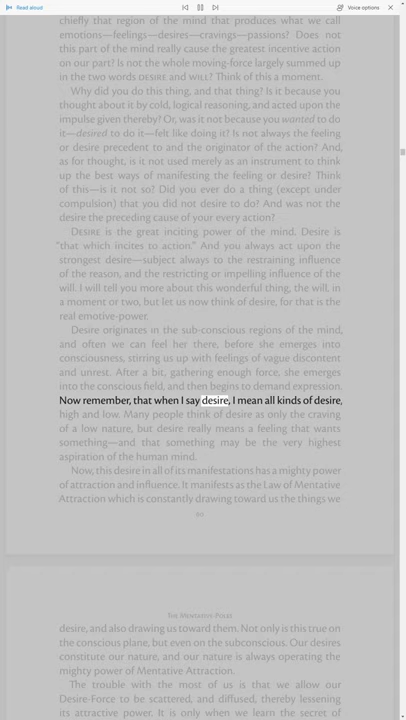 Read aloud
Voice options
chiefly that region of the mind that produces what we call
emotions—feelings—desires—cravings—passions? Does not
this part of the mind really cause the greatest incentive action
on our part? Is not the whole moving-force largely summed up
in the two words DESIRE and WILL? Think of this a moment.
Why did you do this thing, and that thing? Is it because you
thought about it by cold, logical reasoning, and acted upon the
impulse given thereby? Or, was it not because you wanted to do
it—desired to do it—felt like doing it? Is not always the feeling
or desire precedent to and the originator of the action? And,
as for thought, is it not used merely as an instrument to think
up the best ways of manifesting the feeling or desire? Think
of this—is it not so? Did you ever do a thing (except under
compulsion) that you did not desire to do? And was not the
desire the preceding cause of your every action?
DESIRE is the great inciting power of the mind. Desire is
"that which incites to action." And you always act upon the
strongest desire—subject always to the restraining influence
of the reason, and the restricting or impelling influence of the
will. I will tell you more about this wonderful thing, the will, in
a moment or two, but let us now think of desire, for that is the
real emotive-power.
Desire originates in the sub-conscious regions of the mind,
and often we can feel her there, before she emerges into
consciousness, stirring us up with feelings of vague discontent
and unrest. After a bit, gathering enough force, she emerges
into the conscious field, and then begins to demand expression.
Now remember, that when I say desire, I mean all kinds of desire,
high and low. Many people think of desire as only the craving
of a low nature, but desire really means a feeling that wants
something—and that something may be the very highest
aspiration of the human mind.
Now, this desire in all of its manifestations has a mighty power
of attraction and influence. It manifests as the Law of Mentative
Attraction which is constantly drawing toward us the things we
THE MENTATIVE POLES
desire, and also drawing us toward them. Not only is this true on
the conscious plane, but even on the subconscious. Our desires
constitute our nature, and our nature is always operating the
mighty power of Mentative Attraction.
The trouble with the most of us is that we allow our
Desire-Force to be scattered, and diffused, thereby lessening
its attractive power. It is only when we learn the secret of